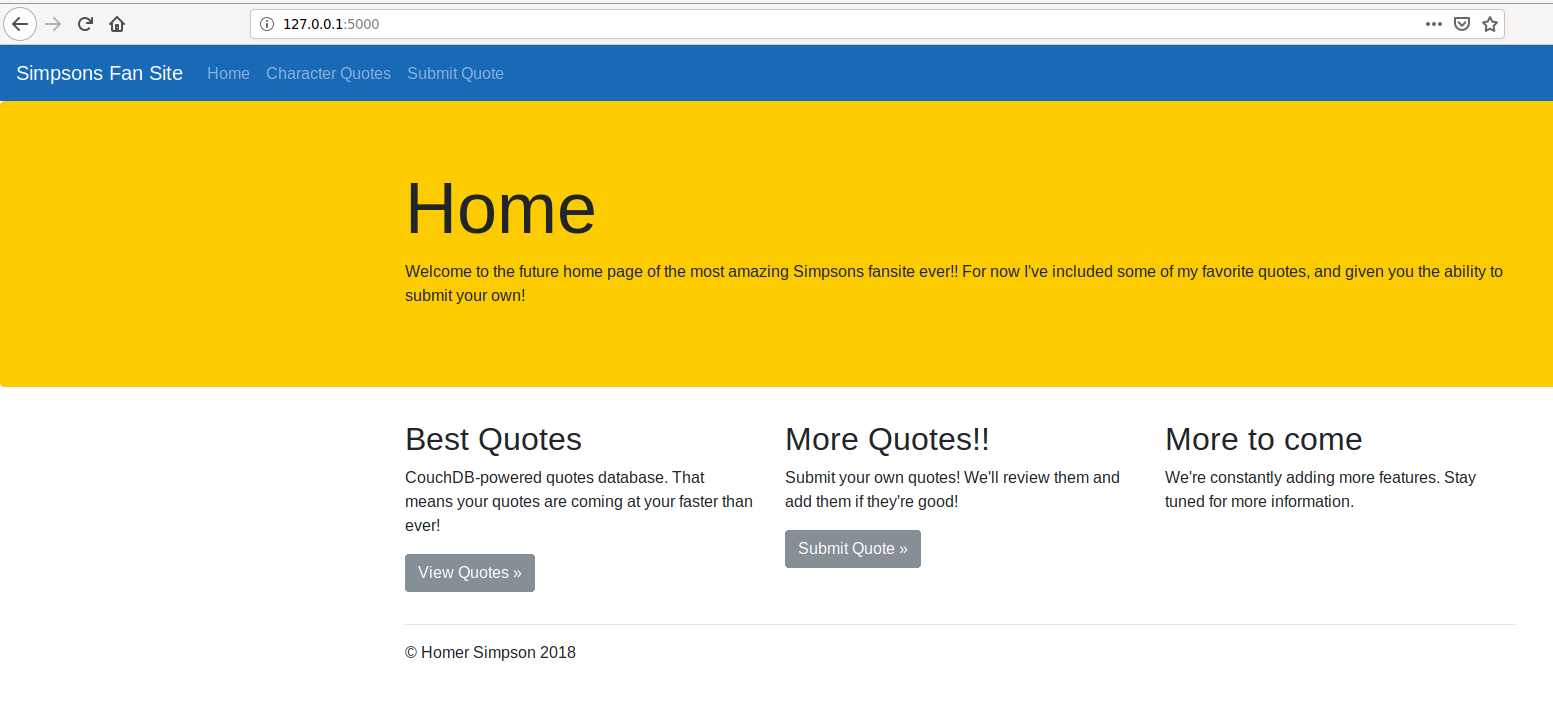 127.0.0.1:5000
Simpsons Fan Site Home Character Quotes Submit Quote
Home
Welcome to the future home page of the most amazing Simpsons fansite ever!! For now I've included some of my favorite quotes, and given you the ability to
submit your own!
Best Quotes
CouchDB-powered quotes database. That
means your quotes are coming at your faster than
ever!
View Quotes »
More Quotes!!
Submit your own quotes! We'll review them and
add them if they're good!
Submit Quote »
More to come
We're constantly adding more features. Stay
tuned for more information.
© Homer Simpson 2018